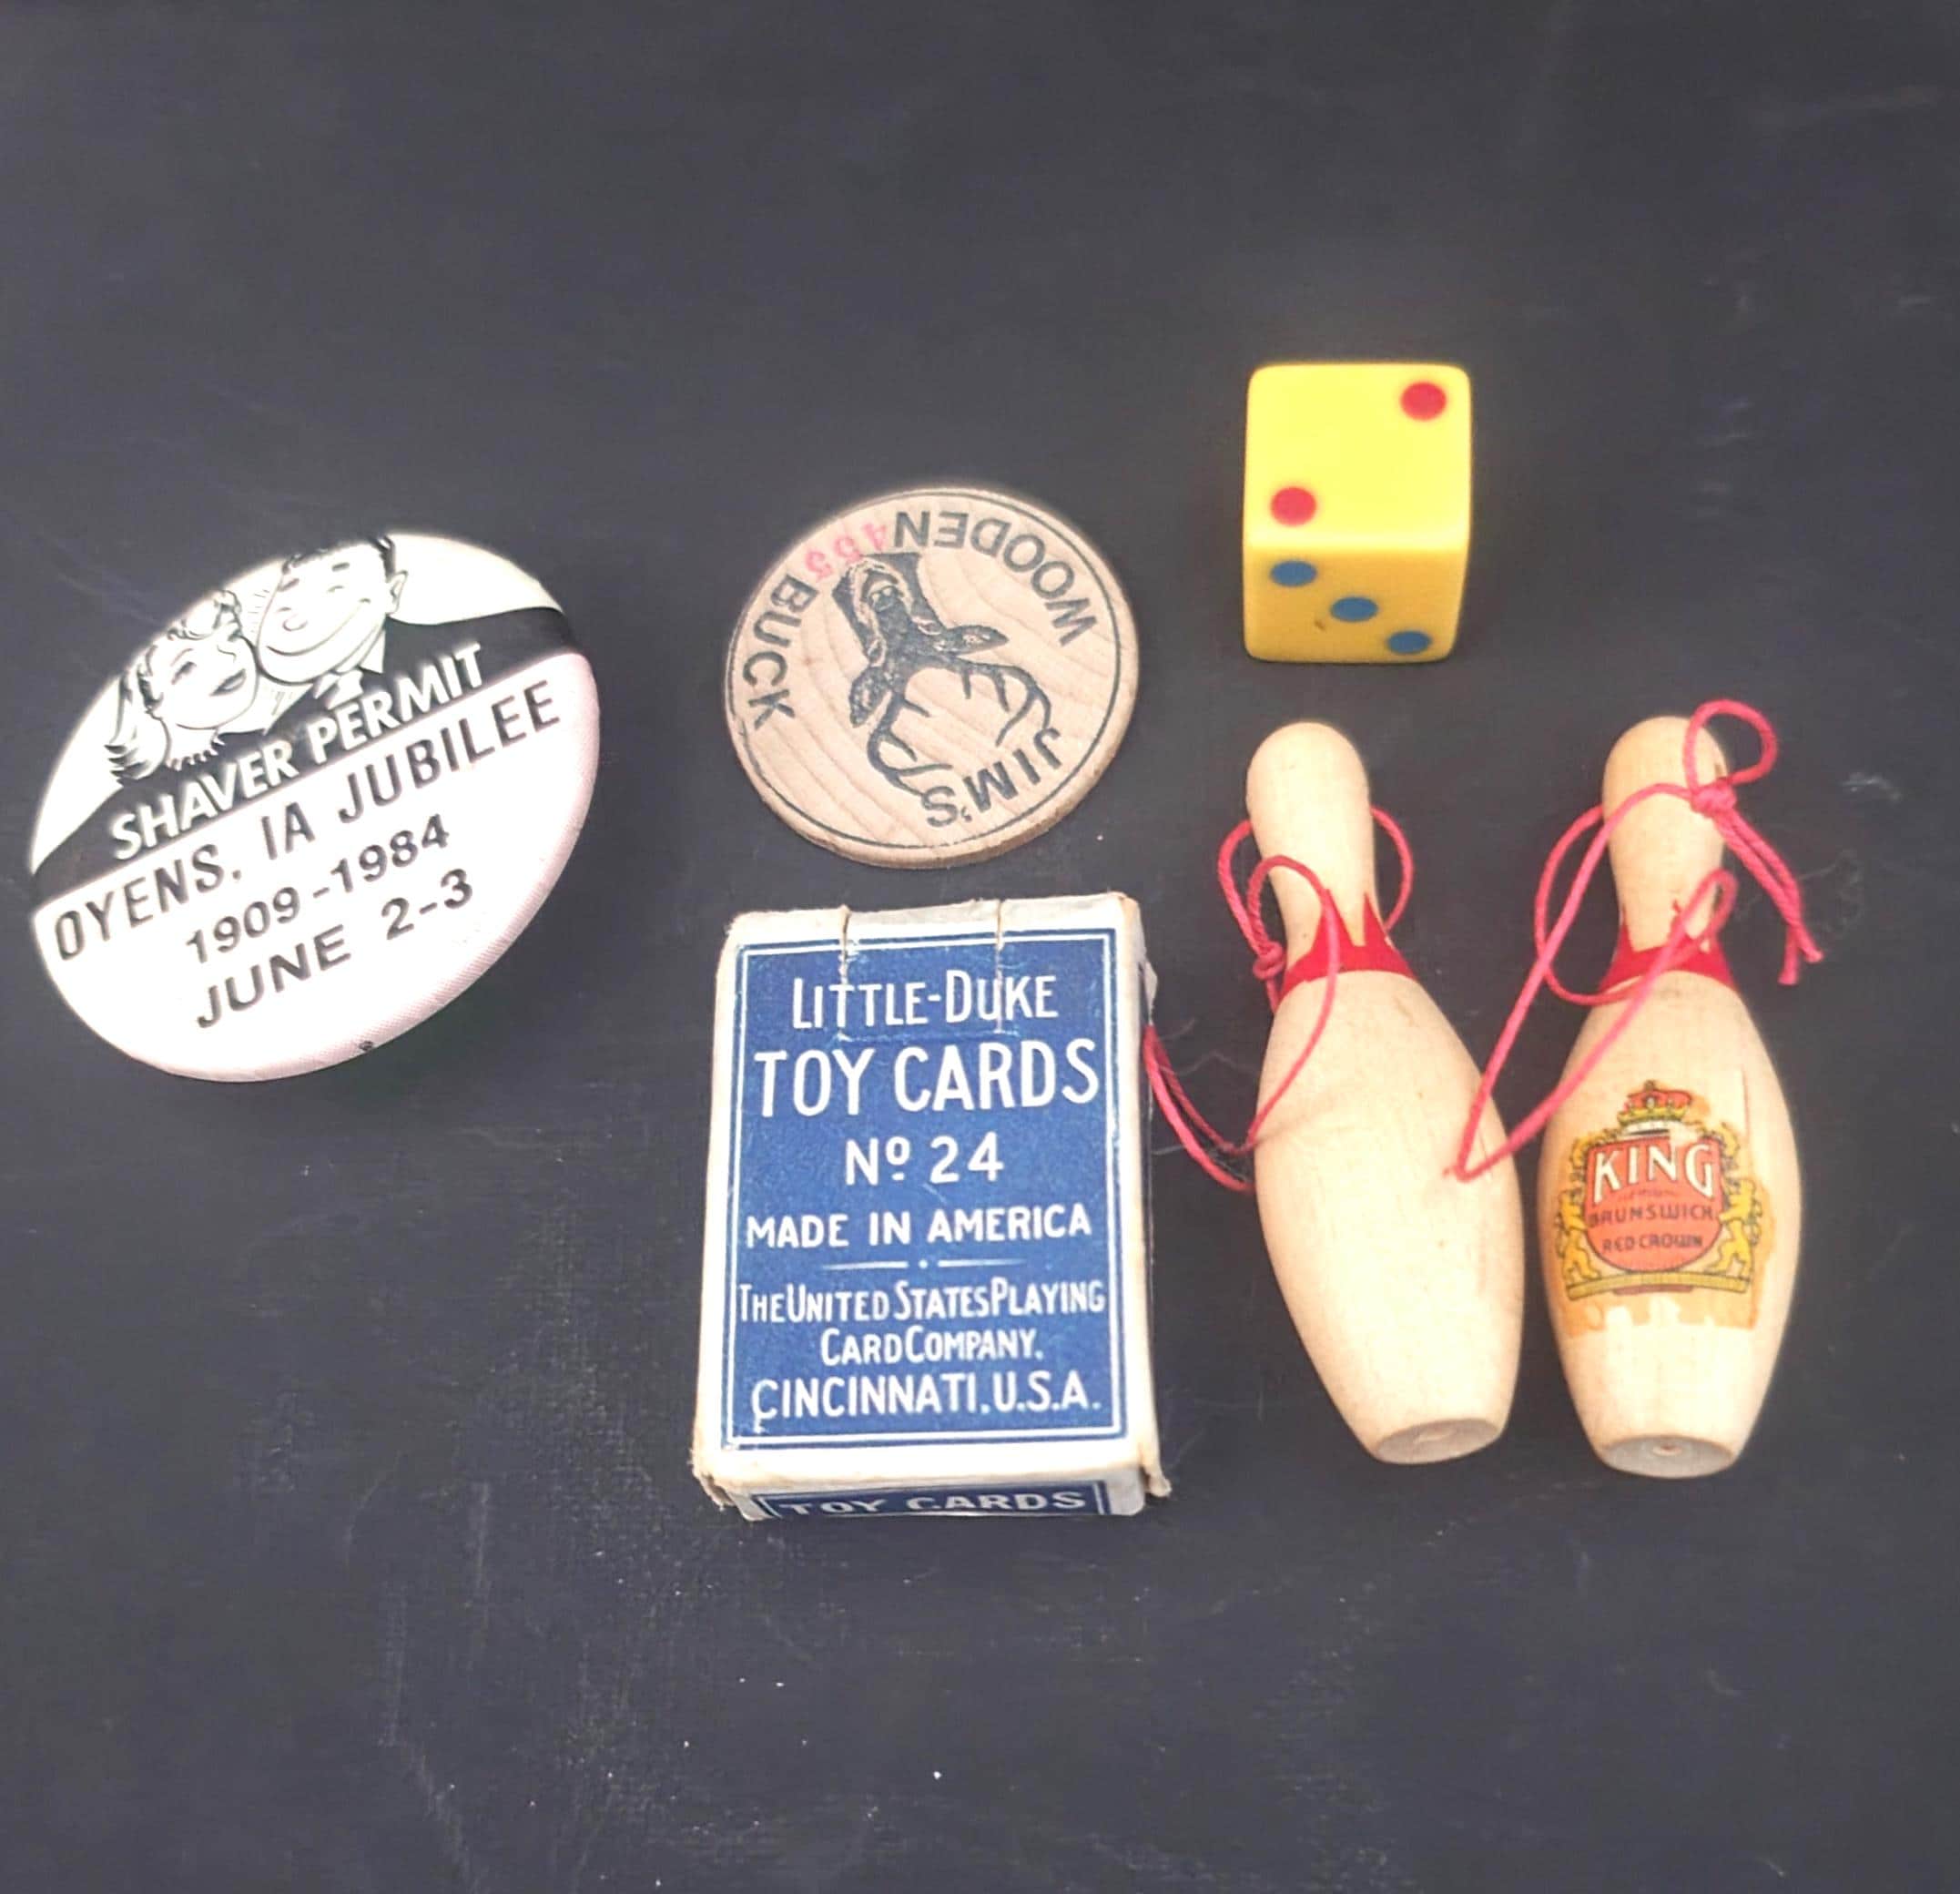 SHAVER PERMIT
OYENS, IA JUBILEE
1909-1984
JUNE 2-3
JIM'S
WOODEN
455
BUCK
LITTLE-DUKE
TOY CARDS
Nº 24
MADE IN AMERICA
THE UNITED STATES PLAYING
CARD COMPANY.
CINCINNATI, U.S.A.
TOY CARDS
KING
BRUNSWICK
RED CROWN